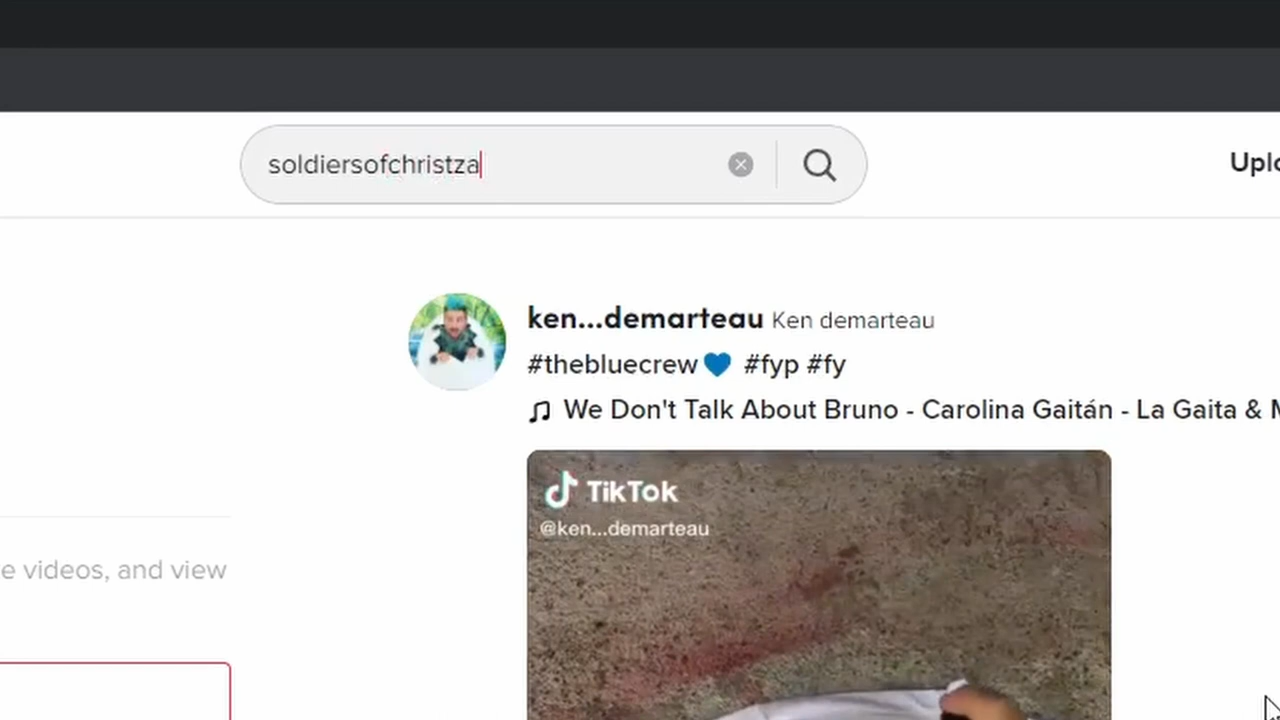 soldiersofchristza
Uplo
ken...demarteau Ken demarteau
#thebluecrew💙 #fyp #fy
We Don't Talk About Bruno - Carolina Gaitán - La Gaita & M
TikTok
@ken...demarteau
e videos, and view